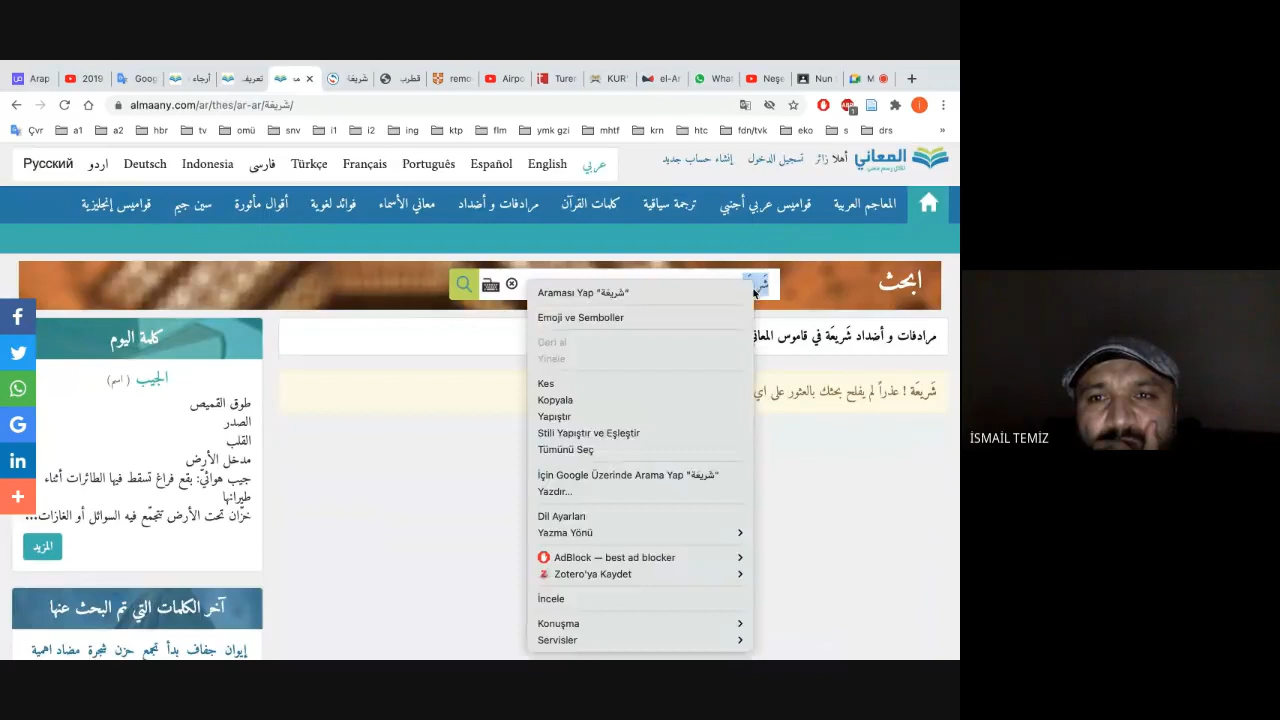 Arap
2019
Goog
أرجاء
تعريف
شريعة
قطرب
remo
Airpo
Turer
KUR'
el-Ar
What
Neşe
Nun
M
almaany.com/ar/thes/ar-ar/شَريعَة/
Çvr a1 a2 hbr tv omü snv i1 i2 ing ktp flm ymk gzi mhtf krn htc fdn/tvk eko s drs »
Русский اردو Deutsch Indonesia فارسی Türkçe Français Português Español English عربي
إنشاء حساب جديد تسجيل الدخول أهلا زائر
المعاني
المعاجم العربية قواميس عربي أجنبي ترجمة سياقية كلمات القرآن مرادفات و أضداد معاني الأسماء فوائد لغوية أقوال مأثورة سين جيم قواميس إنجليزية
ابحث
مرادفات و أضداد شَريعَة في قاموس المعاني
شَريعَة ! عذراً لم يفلح بحثك بالعثور على اي
Araması Yap "شَريعَة"
Emoji ve Semboller
Geri al
Yinele
Kes
Kopyala
Yapıştır
Stili Yapıştır ve Eşleştir
Tümünü Seç
İçin Google Üzerinde Arama Yap "شَريعَة"
Yazdır...
Dil Ayarları
Yazma Yönü
AdBlock — best ad blocker
Zotero'ya Kaydet
İncele
Konuşma
Servisler
كلمة اليوم
الجيب ( اسم)
طوق القميص
الصدر
القلب
مدخل الأرض
جيب هوائيّ: بقع فراغ تسقط فيها الطائرات أثناء
طيرانها
خزّان تحت الأرض تتجمّع فيه السوائل أو الغازات...
المزيد
آخر الكلمات التي تم البحث عنها
إيوان جفاف بدأ تجمع حزن شجرة مضاد اهمية
İSMAİL TEMİZ